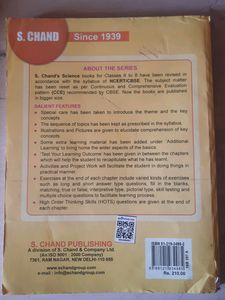 S. CHAND
Since 1939
ABOUT THE SERIES
S. Chand's Science books for Classes 6 to 8 have been revised in
accordance with the syllabus of NCERT/CBSE. The subject matter
has been reset as per Continuous and Comprehensive Evaluation
pattern (CCE) recommended by CBSE. Now the books are published
in bigger size.
SALIENT FEATURES
Special care has been taken to introduce the theme and the key
concepts.
The sequence of topics has been kept as prescribed in the syllabus.
Illustrations and Pictures are given to elucidate comprehension of key
concepts.
Some extra learning material has been added under 'Additional
Learning' to bring home the wider aspects of the basics.
'Test Your Learning Outcome' has been given in between the chapters
which will help the student to recapitulate what he has learnt.
Activities and Project work facilitate the student in doing things in
practical manner.
Exercises at the end of each chapter include varied kinds of exercises
such as long and short answer type questions, fill in the blanks,
matching, true or false, interpretative type, pictorial type, skill testing and
multiple choice questions to facilitate learning process.
High Order Thinking Skills (HOTS) questions are given at the end of
each chapter.
S. CHAND PUBLISHING
A division of S. Chand & Company Ltd.
(An ISO 9001 : 2000 Company)
7361, RAM NAGAR, NEW DELHI-110 055
www.schandgroup.com
e-mail : info@schandgroup.com
Rs. 210.00